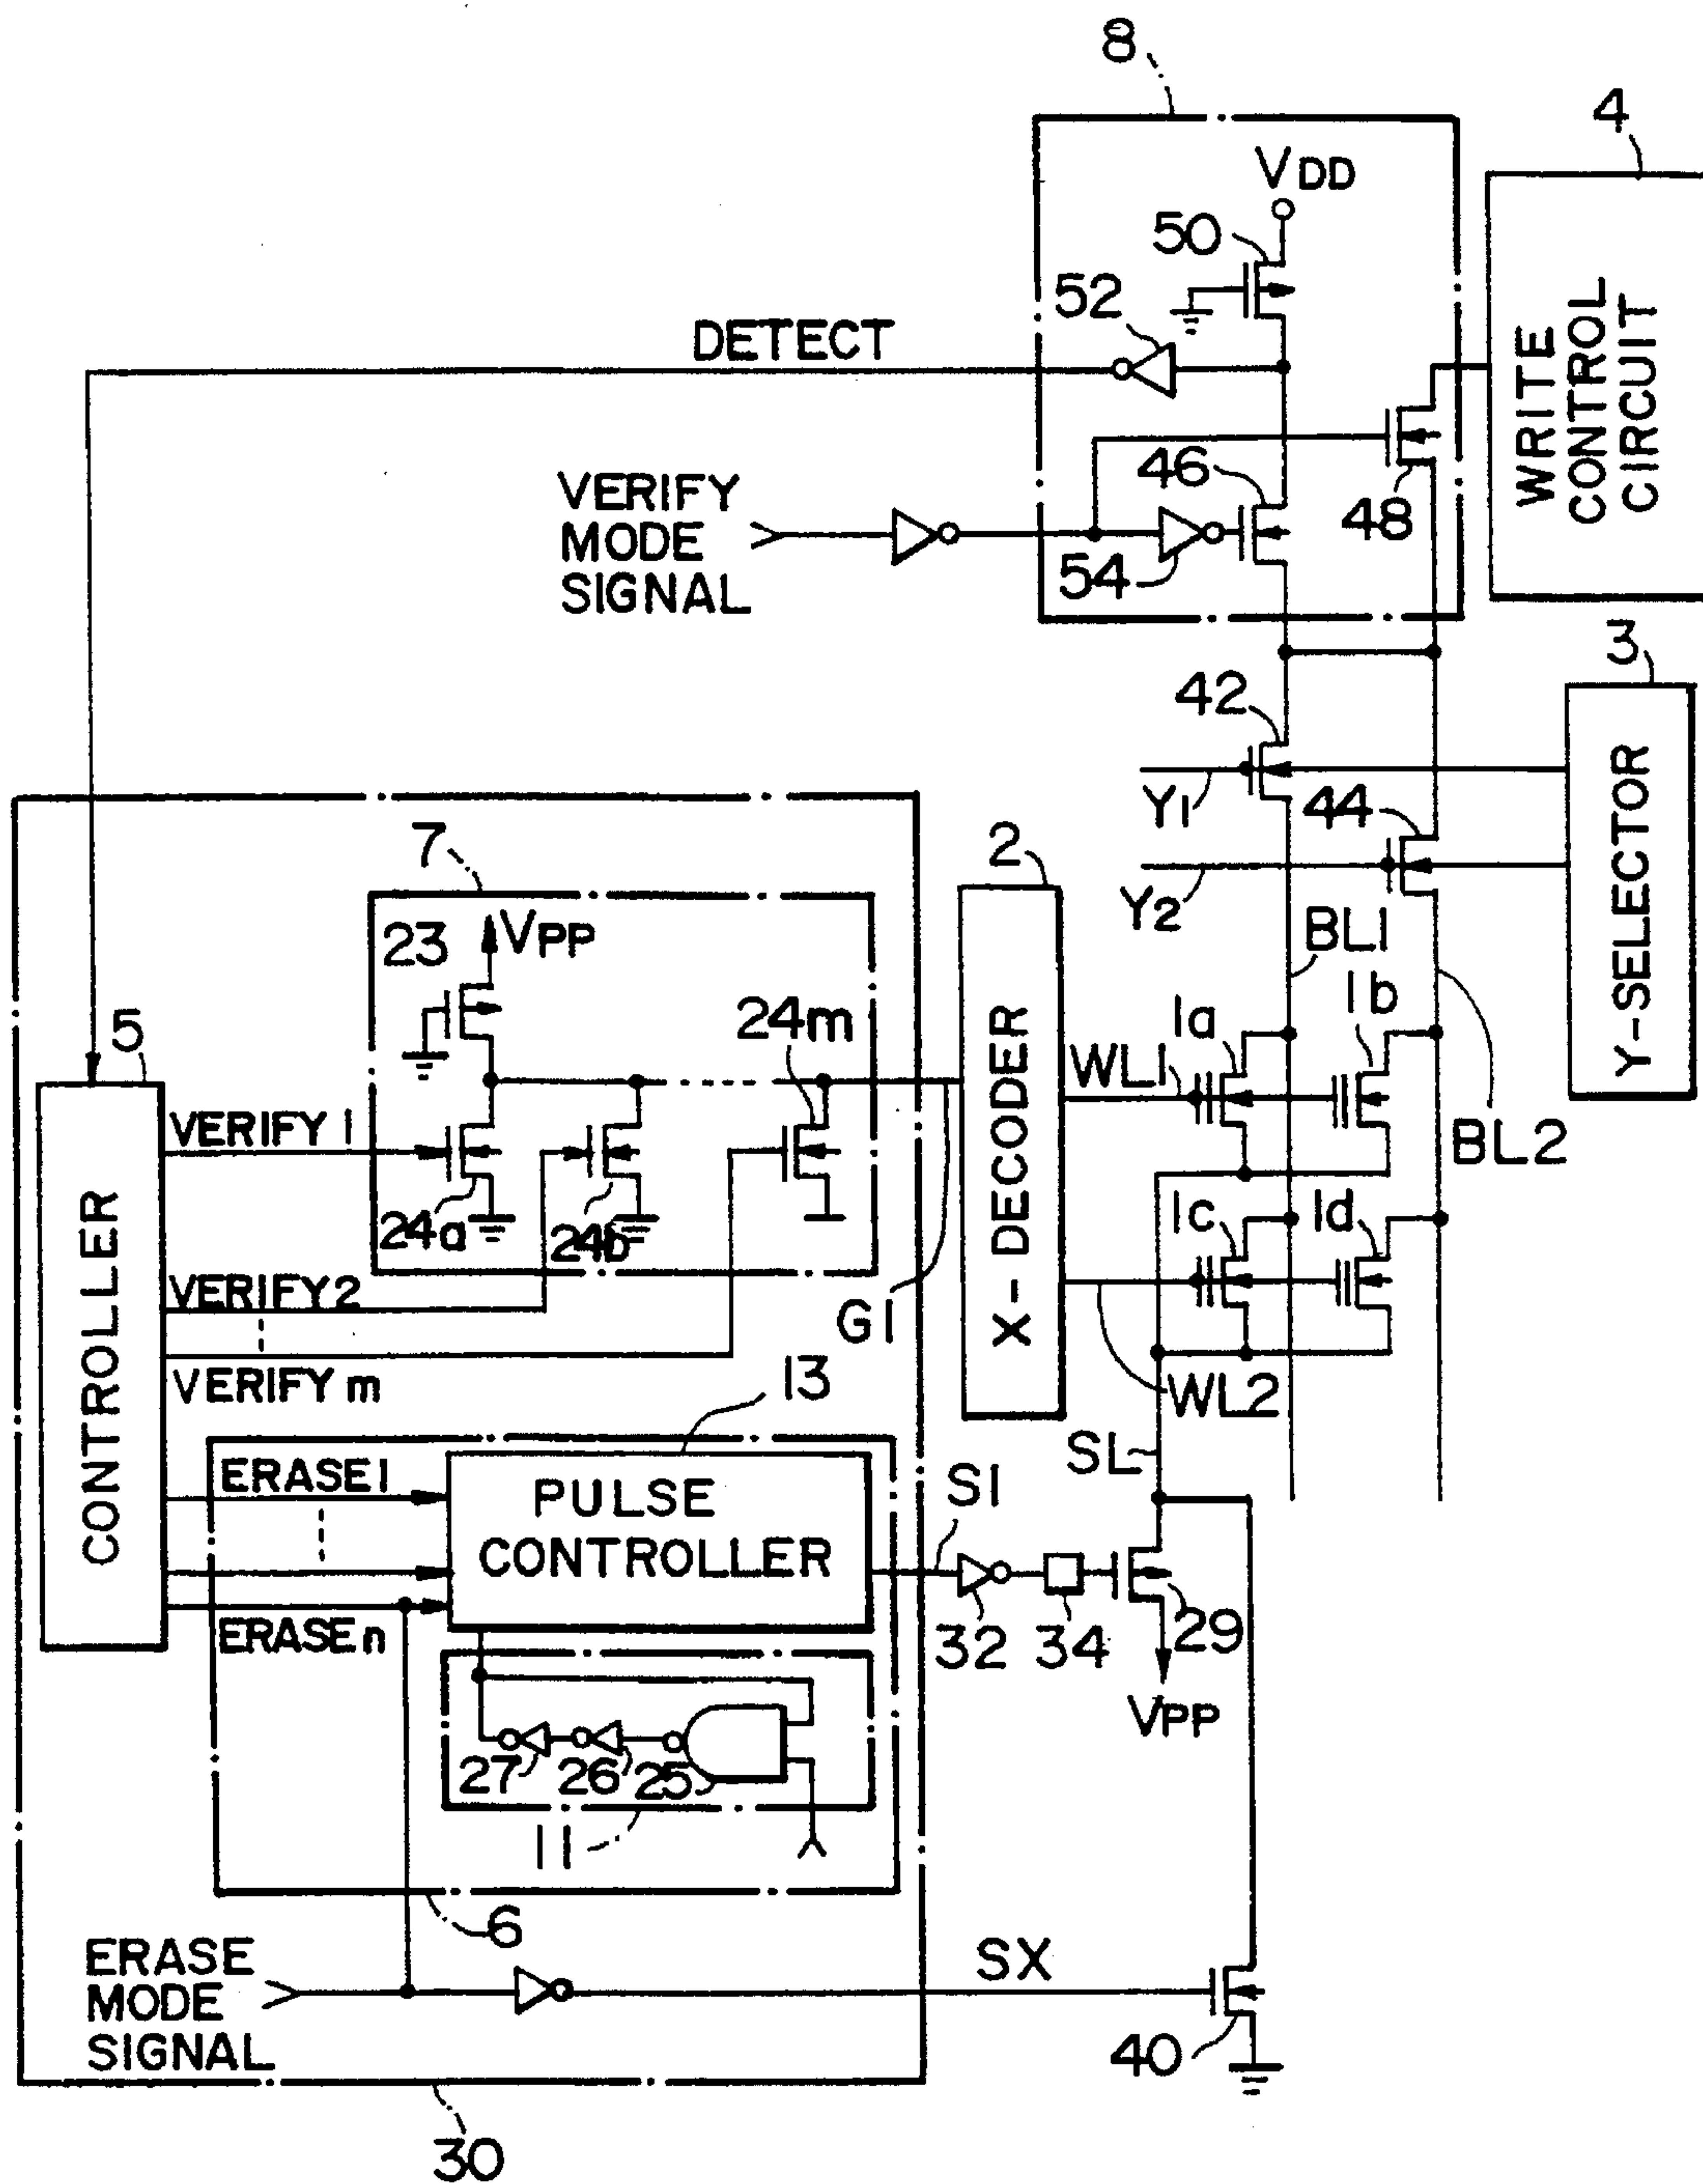 8
4
VDD
50
52
DETECT
WRITE
CONTROL
CIRCUIT
46
48
VERIFY
MODE
SIGNAL
54
3
42
Y1
44
Y-SELECTOR
Y2
7
2
23
VPP
BL1
24m
1a
1b
5
X-DECODER
WL1
VERIFY 1
BL2
CONTROLLER
24a
24b
1c
1d
VERIFY2
G1
VERIFY m
WL2
13
SL
ERASE1
PULSE
CONTROLLER
S1
ERASEn
32
34
29
VPP
27
26
25
11
6
ERASE
MODE
SIGNAL
SX
40
30